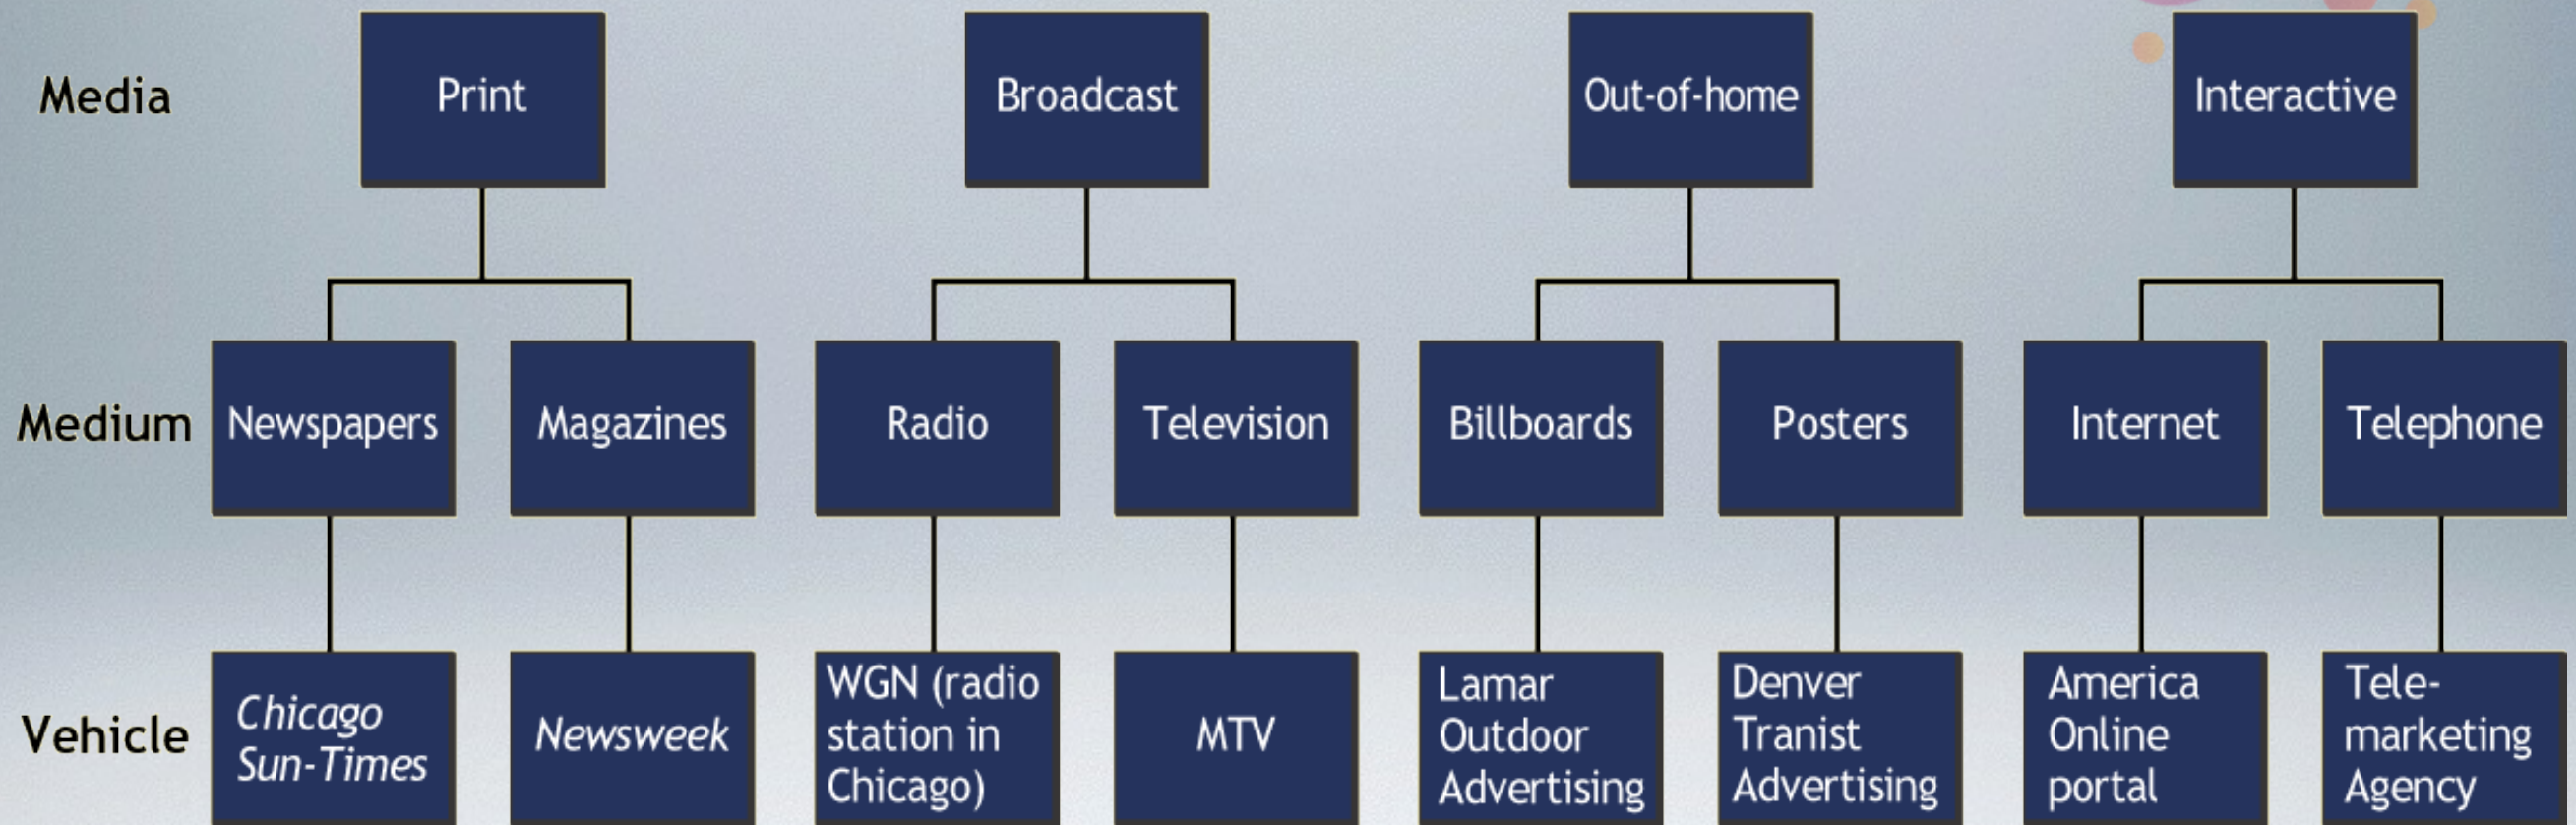 Media
Print
Broadcast
Out-of-home
Interactive
Medium
Newspapers
Magazines
Radio
Television
Billboards
Posters
Internet
Telephone
Vehicle
Chicago
Sun-Times
Newsweek
WGN (radio
station in
Chicago)
MTV
Lamar
Outdoor
Advertising
Denver
Tranist
Advertising
America
Online
portal
Tele-
marketing
Agency